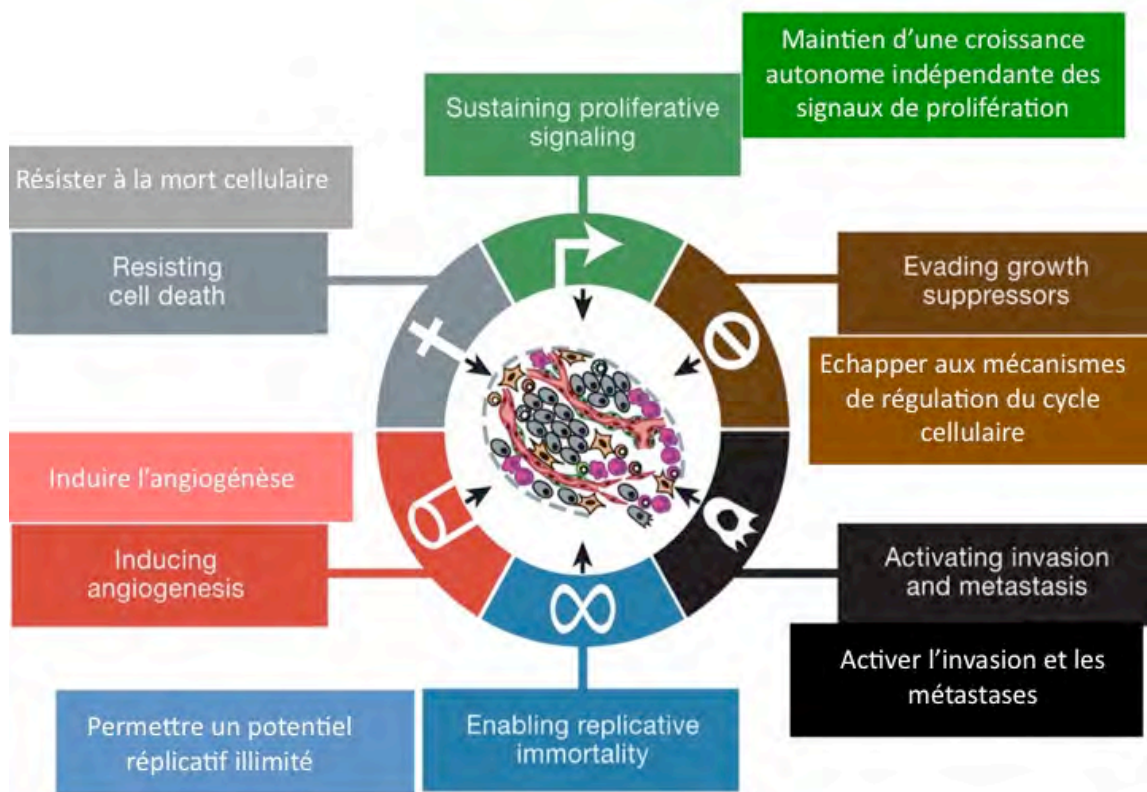 Maintien d’une croissance
autonome indépendante des
signaux de prolifération
Sustaining proliferative
signaling
Résister à la mort cellulaire
Resisting
cell death
Evading growth
suppressors
Echapper aux mécanismes
de régulation du cycle
cellulaire
Induire l’angiogénèse
Inducing
angiogenesis
Activating invasion
and metastasis
Activer l’invasion et les
métastases
Permettre un potentiel
réplicatif illimité
Enabling replicative
immortality